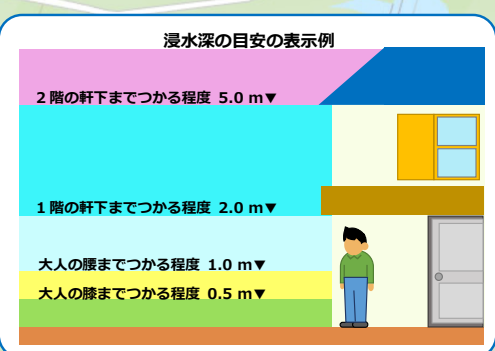 浸水深の目安の表示例
2階の軒下までつかる程度 5.0 m▼
1階の軒下までつかる程度 2.0 m▼
大人の腰までつかる程度 1.0 m▼
大人の膝までつかる程度 0.5 m▼